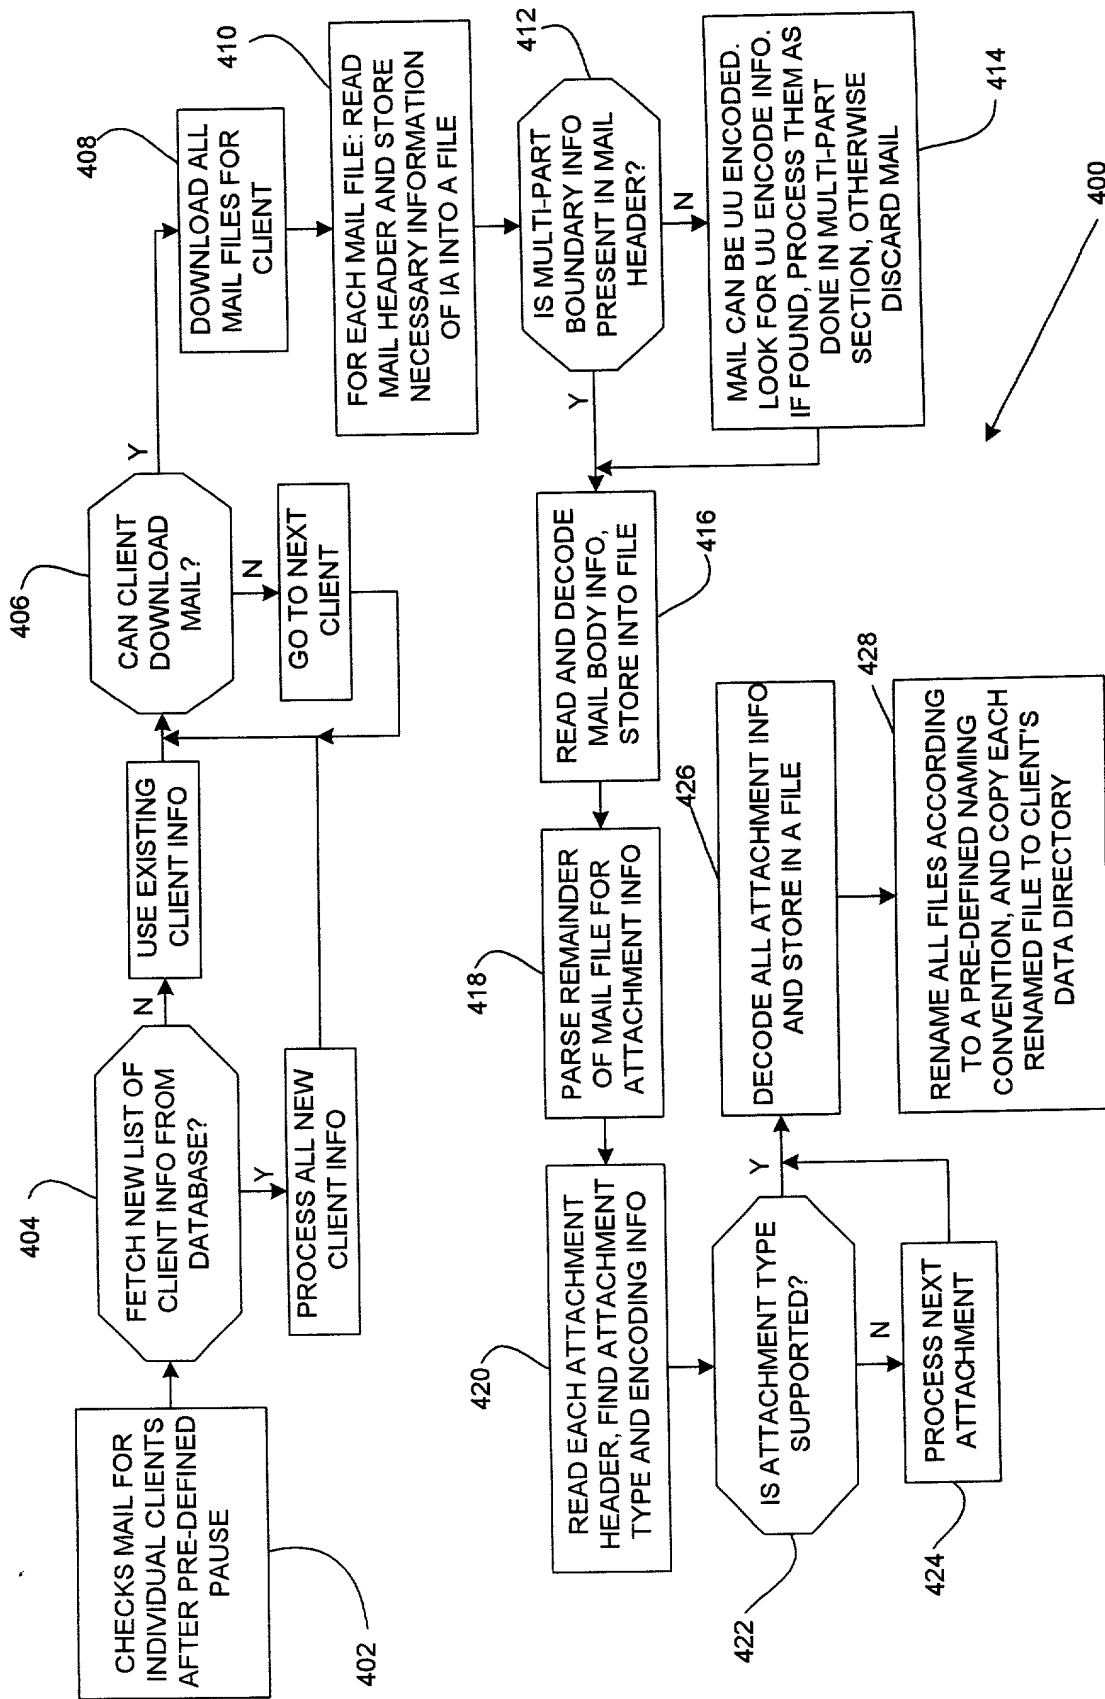 CHECKS MAIL FOR
INDIVIDUAL CLIENTS
AFTER PRE-DEFINED
PAUSE
402
404
FETCH NEW LIST OF
CLIENT INFO FROM
DATABASE?
N
Y
USE EXISTING
CLIENT INFO
PROCESS ALL NEW
CLIENT INFO
406
CAN CLIENT
DOWNLOAD
MAIL?
Y
N
GO TO NEXT
CLIENT
408
DOWNLOAD ALL
MAIL FILES FOR
CLIENT
410
FOR EACH MAIL FILE: READ
MAIL HEADER AND STORE
NECESSARY INFORMATION
OF IA INTO A FILE
412
IS MULTI-PART
BOUNDARY INFO
PRESENT IN MAIL
HEADER?
Y
N
MAIL CAN BE UU ENCODED.
LOOK FOR UU ENCODE INFO.
IF FOUND, PROCESS THEM AS
DONE IN MULTI-PART
SECTION, OTHERWISE
DISCARD MAIL
414
READ AND DECODE
MAIL BODY INFO,
STORE INTO FILE
416
418
PARSE REMAINDER
OF MAIL FILE FOR
ATTACHMENT INFO
420
READ EACH ATTACHMENT
HEADER, FIND ATTACHMENT
TYPE AND ENCODING INFO
IS ATTACHMENT TYPE
SUPPORTED?
422
Y
N
PROCESS NEXT
ATTACHMENT
424
426
DECODE ALL ATTACHMENT INFO
AND STORE IN A FILE
428
RENAME ALL FILES ACCORDING
TO A PRE-DEFINED NAMING
CONVENTION, AND COPY EACH
RENAMED FILE TO CLIENT'S
DATA DIRECTORY
400